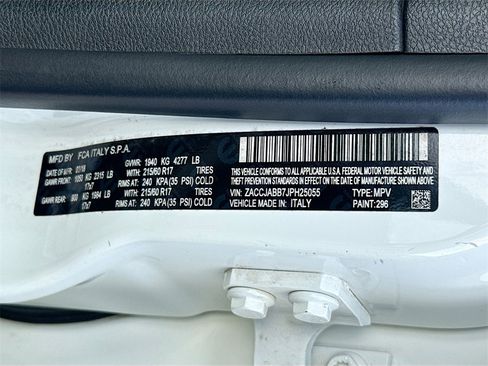 MFD BY: FCA ITALY S.P.A.
DATE OF MFR 02/18 GVWR: 1940 KG 4277 LB
GAWR FRONT: 1050 KG 2315 LB WITH 215/60 R17 TIRES
17x7 RIMS AT: 240 KPA(35 PSI) COLD
GAWR REAR: 900 KG 1984 LB WITH 215/60 R17 TIRES
17x7 RIMS AT: 240 KPA(35 PSI) COLD
THIS VEHICLE CONFORMS TO ALL APPLICABLE U.S.A. FEDERAL MOTOR VEHICLE
SAFETY, BUMPER AND THEFT PREVENTION STANDARDS IN EFFECT ON THE DATE OF MANUFACTURE SHOWN ABOVE
VIN: ZACCJABB7JPH25055 TYPE: MPV
VEHICLE MADE IN: ITALY PAINT:296